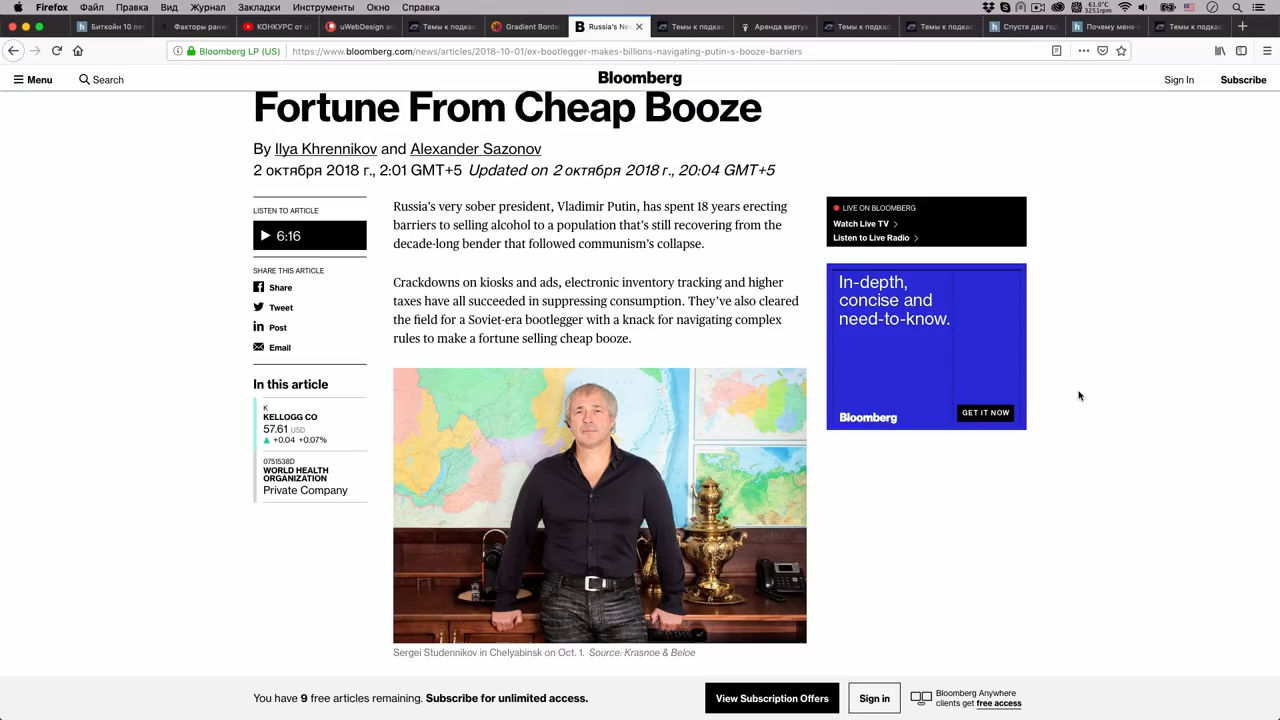 Firefox Файл Правка Вид Журнал Закладки Инструменты Окно Справка
Биткойн 10 лет
Факторы ранж
КОНКУРС от u
uWebDesign an
Темы к подкас
Gradient Borde
B Russia's Ne
Темы к подкас
Темы к подкас
Аренда виртуа
Темы к подкас
Темы к подкас
Спустя два год
Почему меня н
Темы к подкас
Bloomberg LP (US)
https://www.bloomberg.com/news/articles/2018-10-01/ex-bootlegger-makes-billions-navigating-putin-s-booze-barriers
Menu
Search
Bloomberg
Sign In
Subscribe
Fortune From Cheap Booze
By Ilya Khrennikov and Alexander Sazonov
2 октября 2018 г., 2:01 GMT+5 Updated on 2 октября 2018 г., 20:04 GMT+5
LISTEN TO ARTICLE
6:16
SHARE THIS ARTICLE
Share
Tweet
Post
Email
In this article
K
KELLOGG CO
57.61 USD
+0.04 +0.07%
0751538D
WORLD HEALTH
ORGANIZATION
Private Company
Russia's very sober president, Vladimir Putin, has spent 18 years erecting
barriers to selling alcohol to a population that's still recovering from the
decade-long bender that followed communism's collapse.
Crackdowns on kiosks and ads, electronic inventory tracking and higher
taxes have all succeeded in suppressing consumption. They've also cleared
the field for a Soviet-era bootlegger with a knack for navigating complex
rules to make a fortune selling cheap booze.
Sergei Studennikov in Chelyabinsk on Oct. 1. Source: Krasnoe & Beloe
LIVE ON BLOOMBERG
Watch Live TV
Listen to Live Radio
In-depth,
concise and
need-to-know.
Bloomberg
GET IT NOW
You have 9 free articles remaining. Subscribe for unlimited access.
View Subscription Offers
Sign in
Bloomberg Anywhere
clients get free access